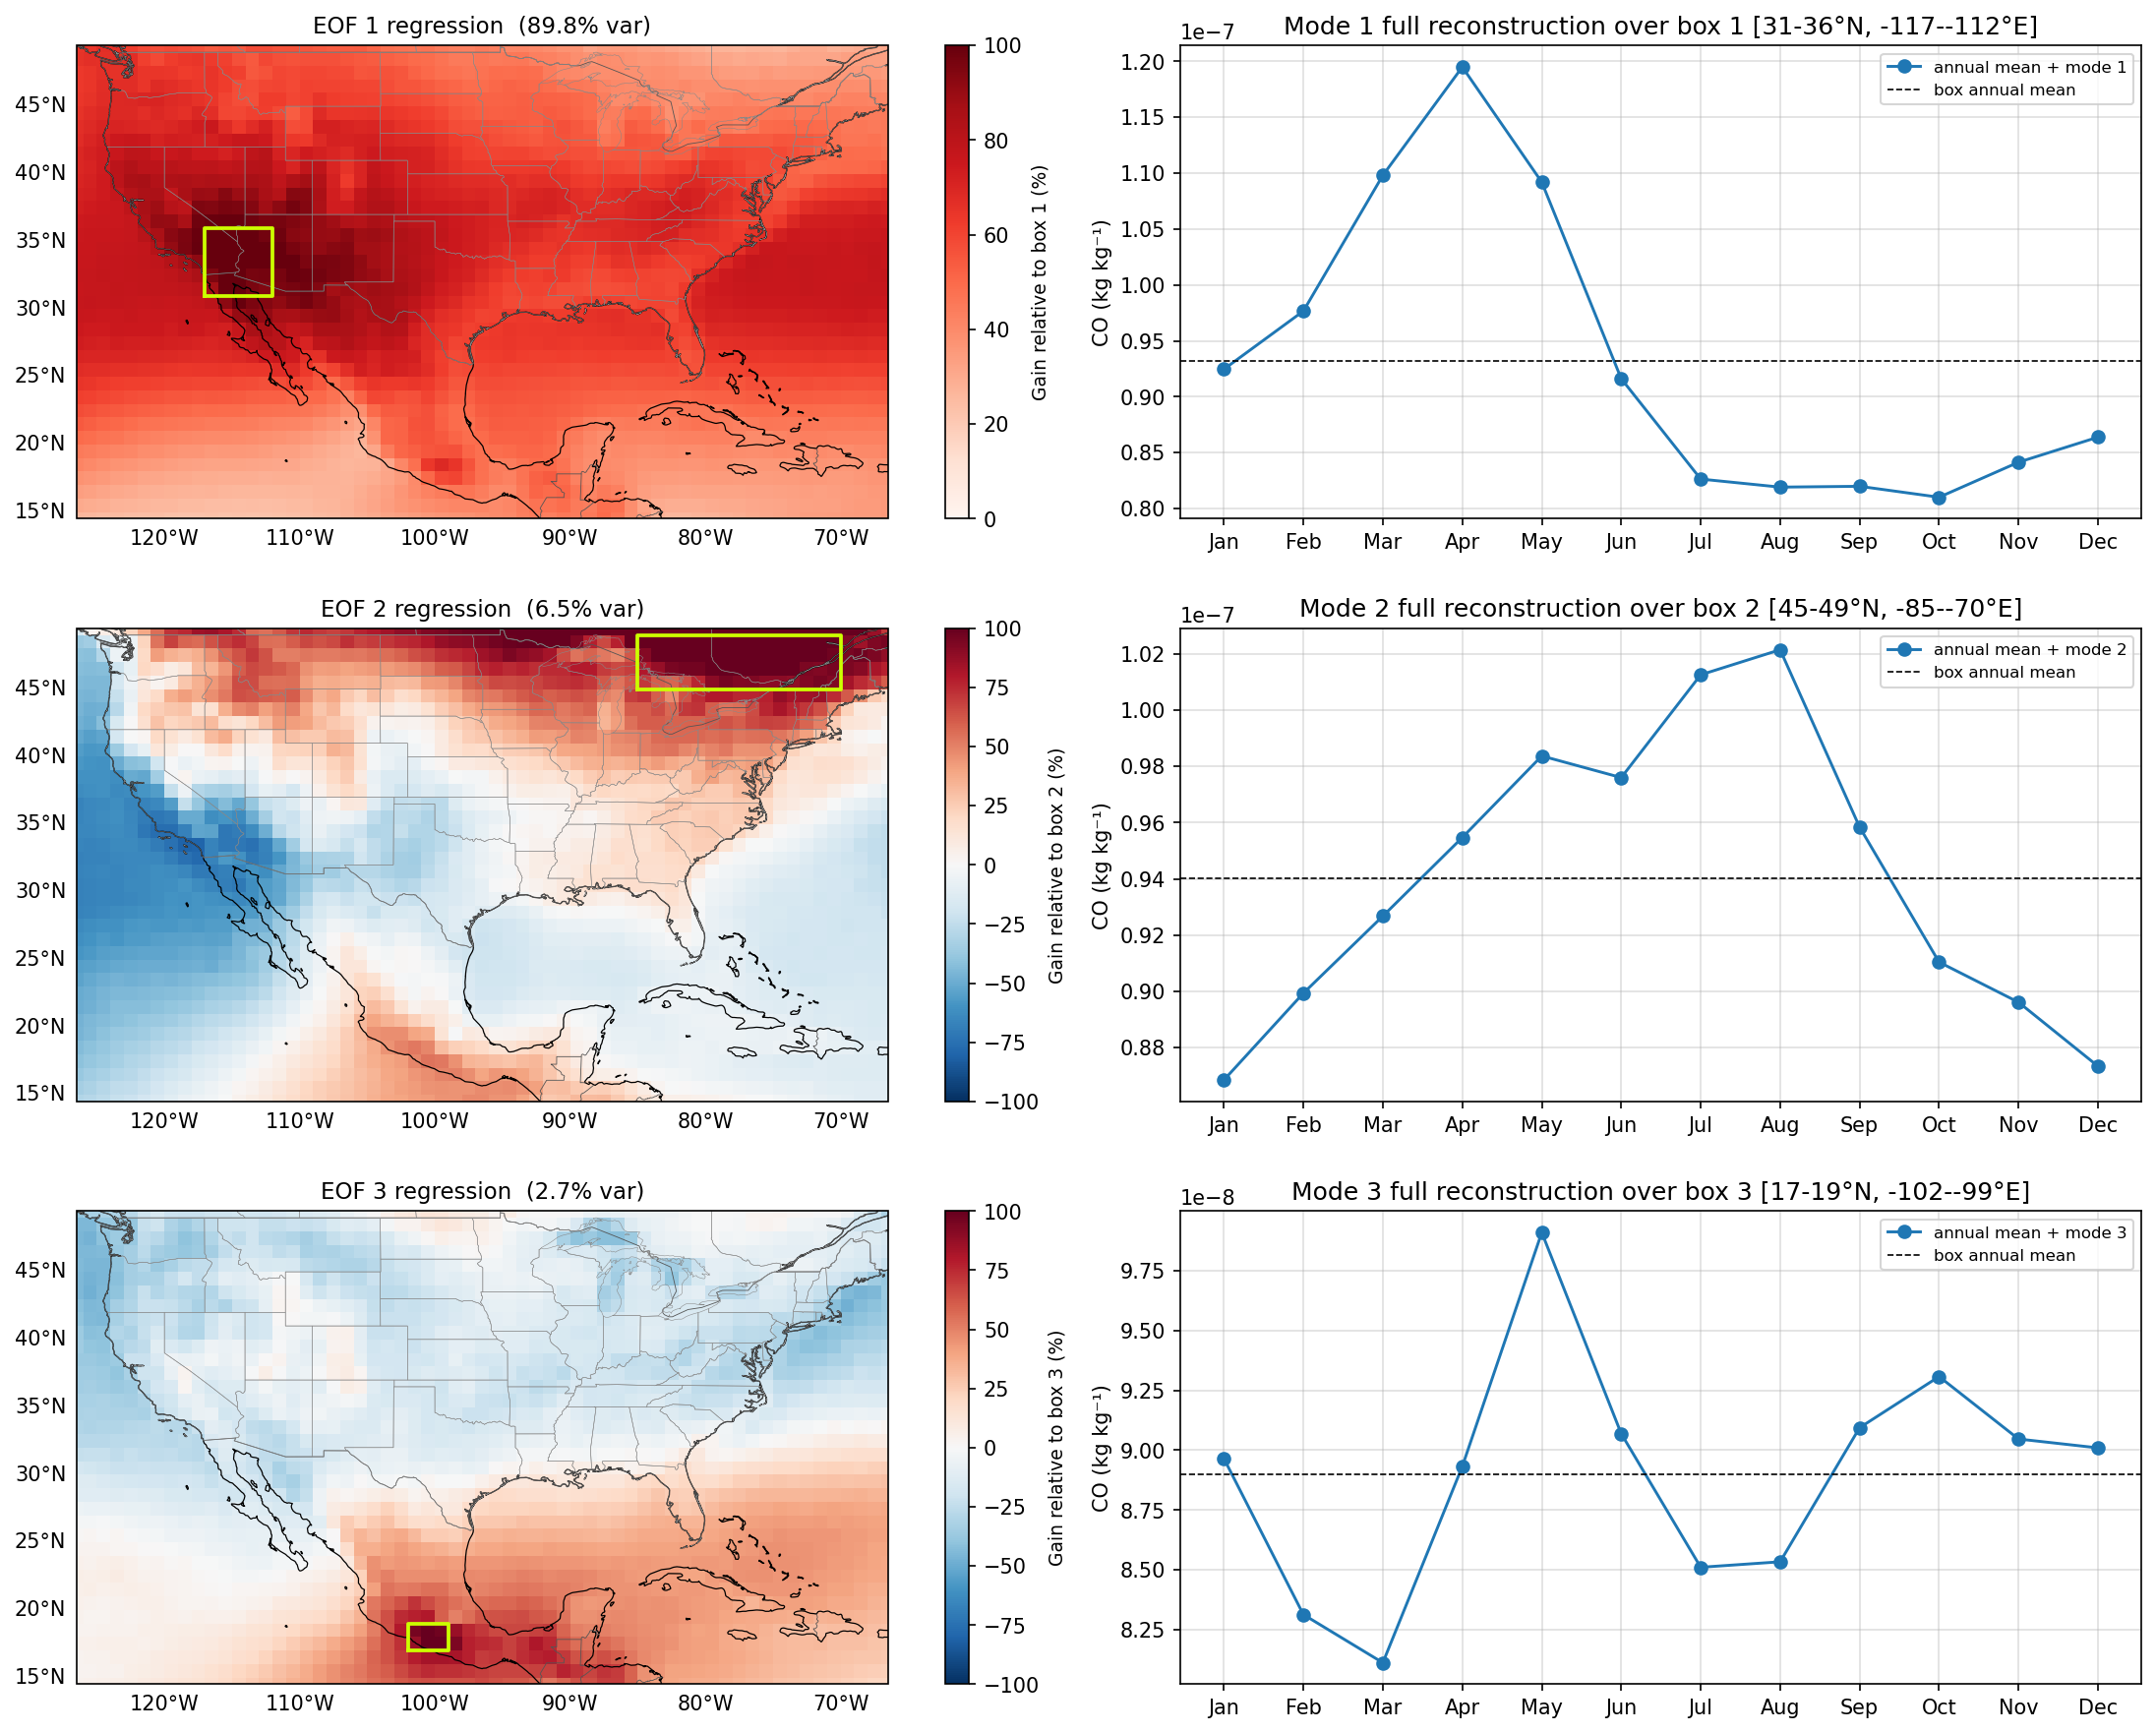 EOF 1 regression  (89.8% var)
45°N
40°N
35°N
30°N
25°N
20°N
15°N
120°W 110°W 100°W 90°W 80°W 70°W
100
80
60
40
20
0
Gain relative to box 1 (%)
Mode 1 full reconstruction over box 1 [31-36°N, -117--112°E]
1e−7
1.20
1.15
1.10
1.05
1.00
0.95
0.90
0.85
0.80
CO (kg kg⁻¹)
annual mean + mode 1
box annual mean
Jan Feb Mar Apr May Jun Jul Aug Sep Oct Nov Dec
EOF 2 regression  (6.5% var)
45°N
40°N
35°N
30°N
25°N
20°N
15°N
120°W 110°W 100°W 90°W 80°W 70°W
100
75
50
25
0
−25
−50
−75
−100
Gain relative to box 2 (%)
Mode 2 full reconstruction over box 2 [45-49°N, -85--70°E]
1e−7
1.02
1.00
0.98
0.96
0.94
0.92
0.90
0.88
CO (kg kg⁻¹)
annual mean + mode 2
box annual mean
Jan Feb Mar Apr May Jun Jul Aug Sep Oct Nov Dec
EOF 3 regression  (2.7% var)
45°N
40°N
35°N
30°N
25°N
20°N
15°N
120°W 110°W 100°W 90°W 80°W 70°W
100
75
50
25
0
−25
−50
−75
−100
Gain relative to box 3 (%)
Mode 3 full reconstruction over box 3 [17-19°N, -102--99°E]
1e−8
9.75
9.50
9.25
9.00
8.75
8.50
8.25
CO (kg kg⁻¹)
annual mean + mode 3
box annual mean
Jan Feb Mar Apr May Jun Jul Aug Sep Oct Nov Dec